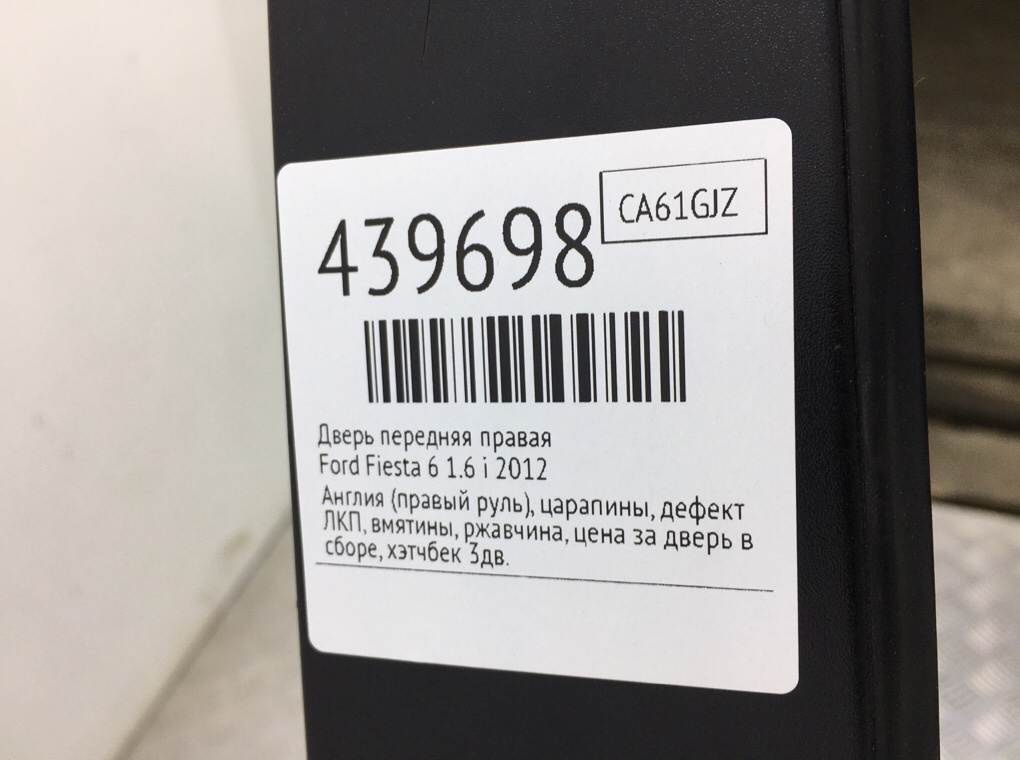 CA61GJZ
439698
Дверь передняя правая
Ford Fiesta 6 1.6 i 2012
Англия (правый руль), царапины, дефект
ЛКП, вмятины, ржавчина, цена за дверь в
сборе, хэтчбек 3дв.